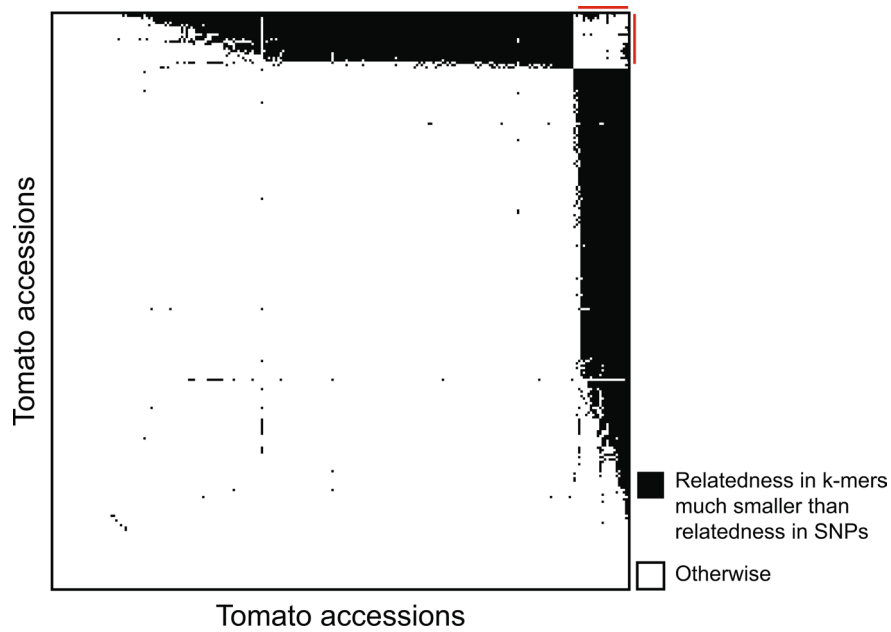 Tomato accessions
Relatedness in k-mers
much smaller than
relatedness in SNPs
Otherwise
Tomato accessions